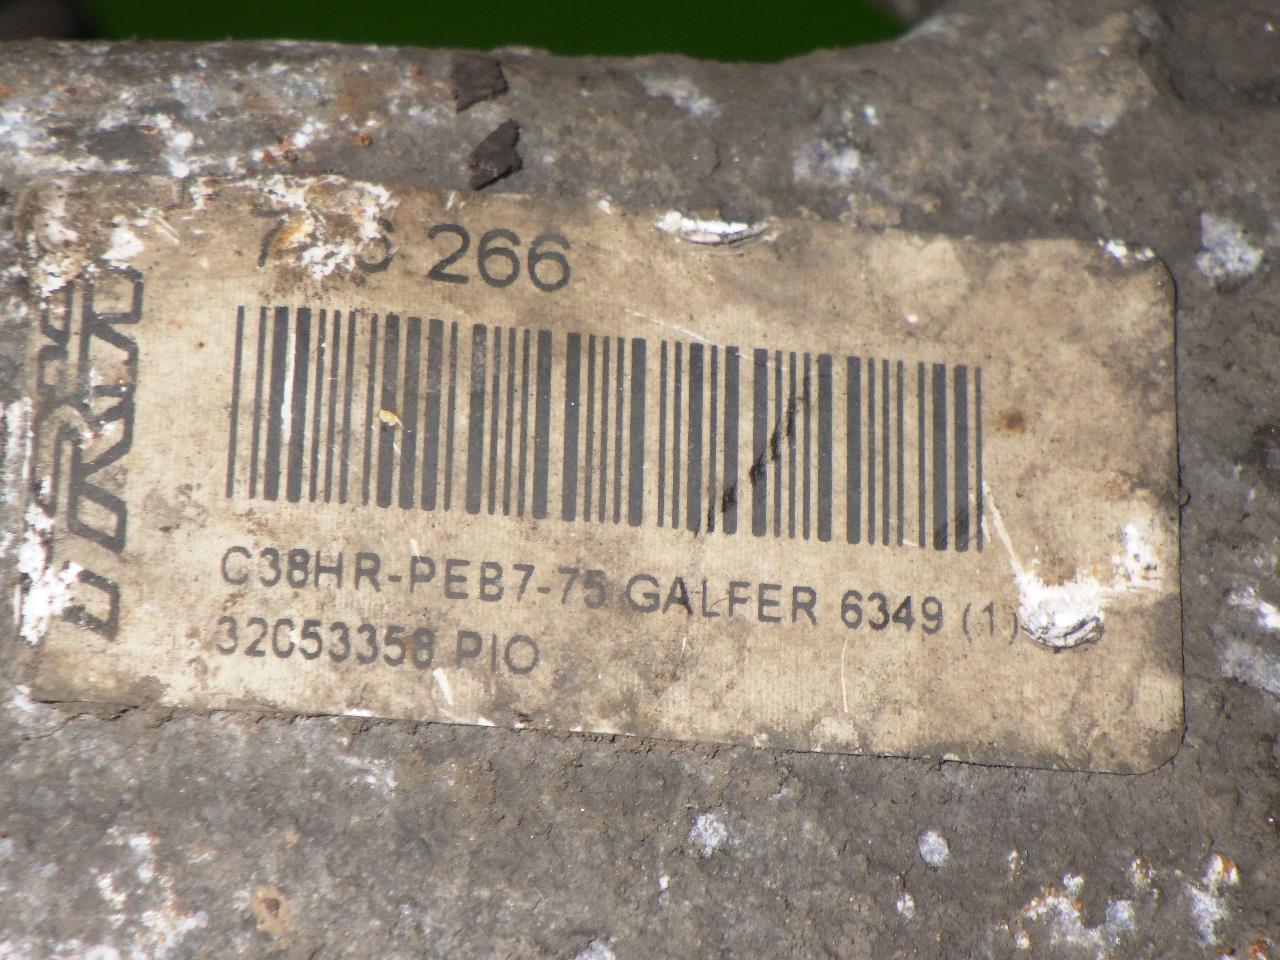 266
C38HR-PEB7-75 GALFER 6349 (1)
32053358 PIO